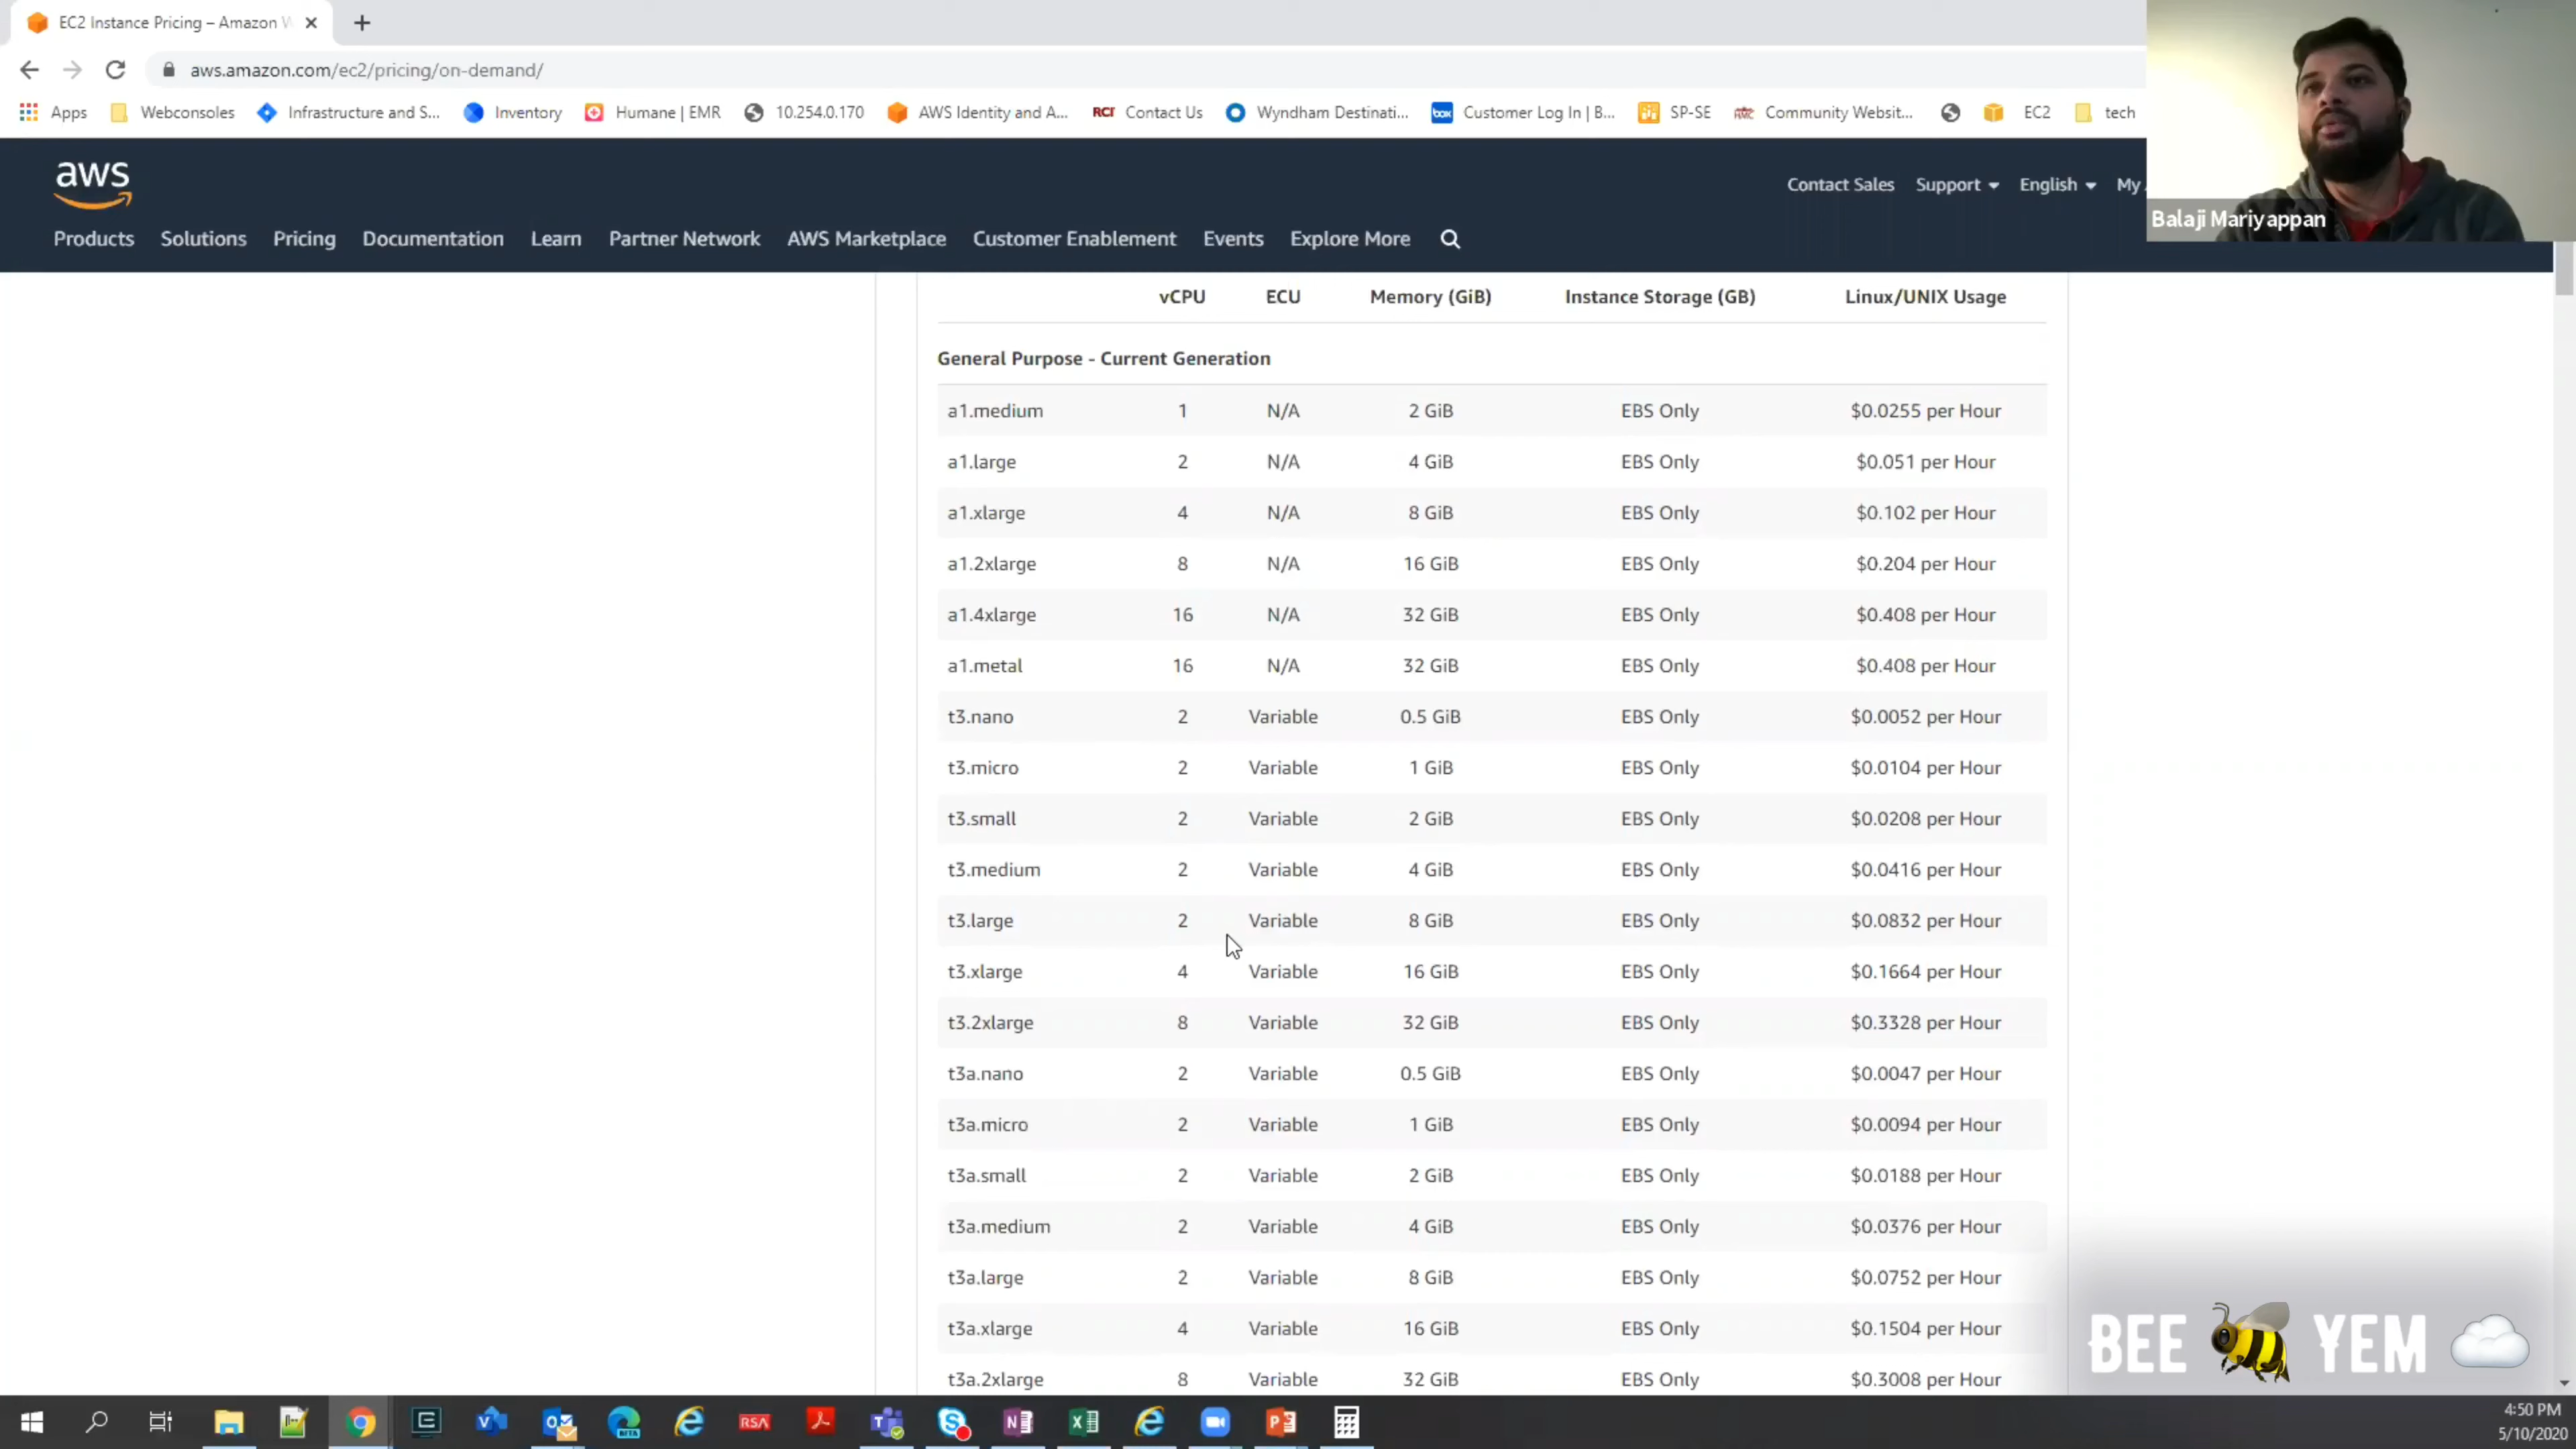 EC2 Instance Pricing – Amazon W
aws.amazon.com/ec2/pricing/on-demand/
Apps Webconsoles Infrastructure and S... Inventory Humane | EMR 10.254.0.170 AWS Identity and A... RCI Contact Us Wyndham Destinati... box Customer Log In | B... SP-SE Community Websit... EC2 tech
aws
Contact Sales Support English My
Balaji Mariyappan
Products Solutions Pricing Documentation Learn Partner Network AWS Marketplace Customer Enablement Events Explore More
vCPU ECU Memory (GiB) Instance Storage (GB) Linux/UNIX Usage
General Purpose - Current Generation
a1.medium 1 N/A 2 GiB EBS Only $0.0255 per Hour
a1.large 2 N/A 4 GiB EBS Only $0.051 per Hour
a1.xlarge 4 N/A 8 GiB EBS Only $0.102 per Hour
a1.2xlarge 8 N/A 16 GiB EBS Only $0.204 per Hour
a1.4xlarge 16 N/A 32 GiB EBS Only $0.408 per Hour
a1.metal 16 N/A 32 GiB EBS Only $0.408 per Hour
t3.nano 2 Variable 0.5 GiB EBS Only $0.0052 per Hour
t3.micro 2 Variable 1 GiB EBS Only $0.0104 per Hour
t3.small 2 Variable 2 GiB EBS Only $0.0208 per Hour
t3.medium 2 Variable 4 GiB EBS Only $0.0416 per Hour
t3.large 2 Variable 8 GiB EBS Only $0.0832 per Hour
t3.xlarge 4 Variable 16 GiB EBS Only $0.1664 per Hour
t3.2xlarge 8 Variable 32 GiB EBS Only $0.3328 per Hour
t3a.nano 2 Variable 0.5 GiB EBS Only $0.0047 per Hour
t3a.micro 2 Variable 1 GiB EBS Only $0.0094 per Hour
t3a.small 2 Variable 2 GiB EBS Only $0.0188 per Hour
t3a.medium 2 Variable 4 GiB EBS Only $0.0376 per Hour
t3a.large 2 Variable 8 GiB EBS Only $0.0752 per Hour
t3a.xlarge 4 Variable 16 GiB EBS Only $0.1504 per Hour
t3a.2xlarge 8 Variable 32 GiB EBS Only $0.3008 per Hour
BEE YEM
RSA
4:50 PM
5/10/2020